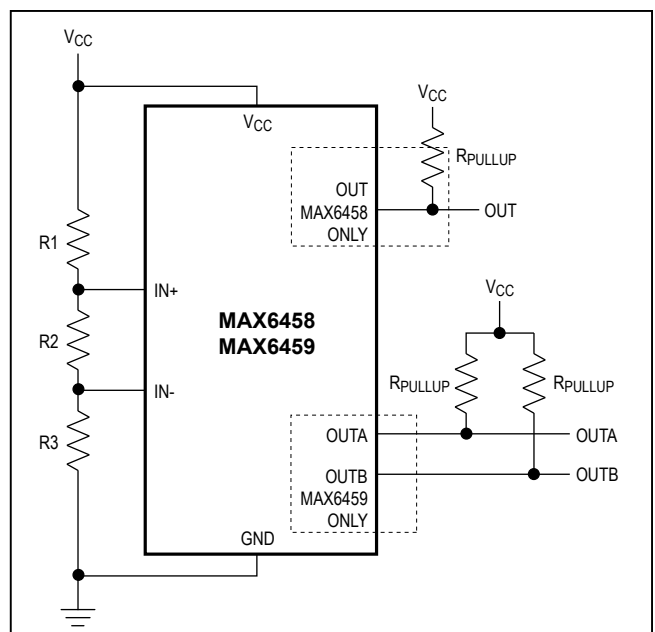 VCC
VCC
VCC
RPULLUP
OUT
MAX6458
ONLY
OUT
R1
IN+
VCC
MAX6458
MAX6459
R2
RPULLUP
RPULLUP
IN-
R3
OUTA
OUTA
OUTB
OUTB
MAX6459
ONLY
GND